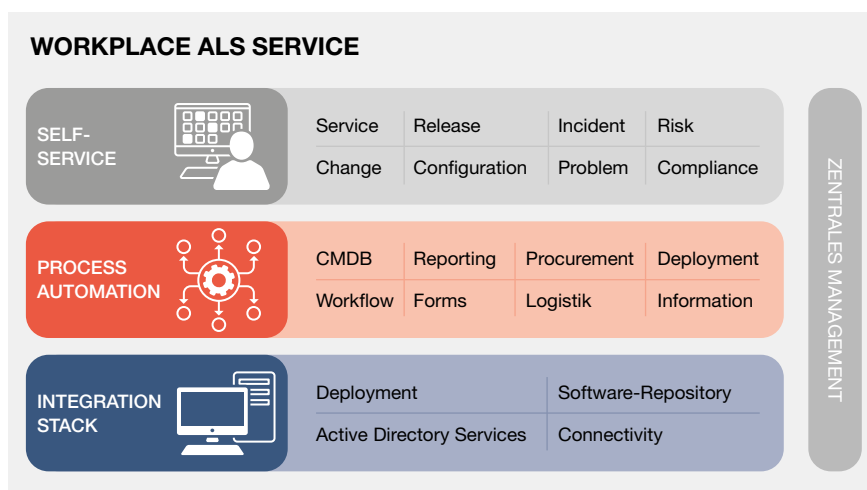 WORKPLACE ALS SERVICE
SELF-
SERVICE
Service Release Incident Risk
Change Configuration Problem Compliance
PROCESS
AUTOMATION
CMDB Reporting Procurement Deployment
Workflow Forms Logistik Information
INTEGRATION
STACK
Deployment Software-Repository
Active Directory Services Connectivity
ZENTRALES MANAGEMENT